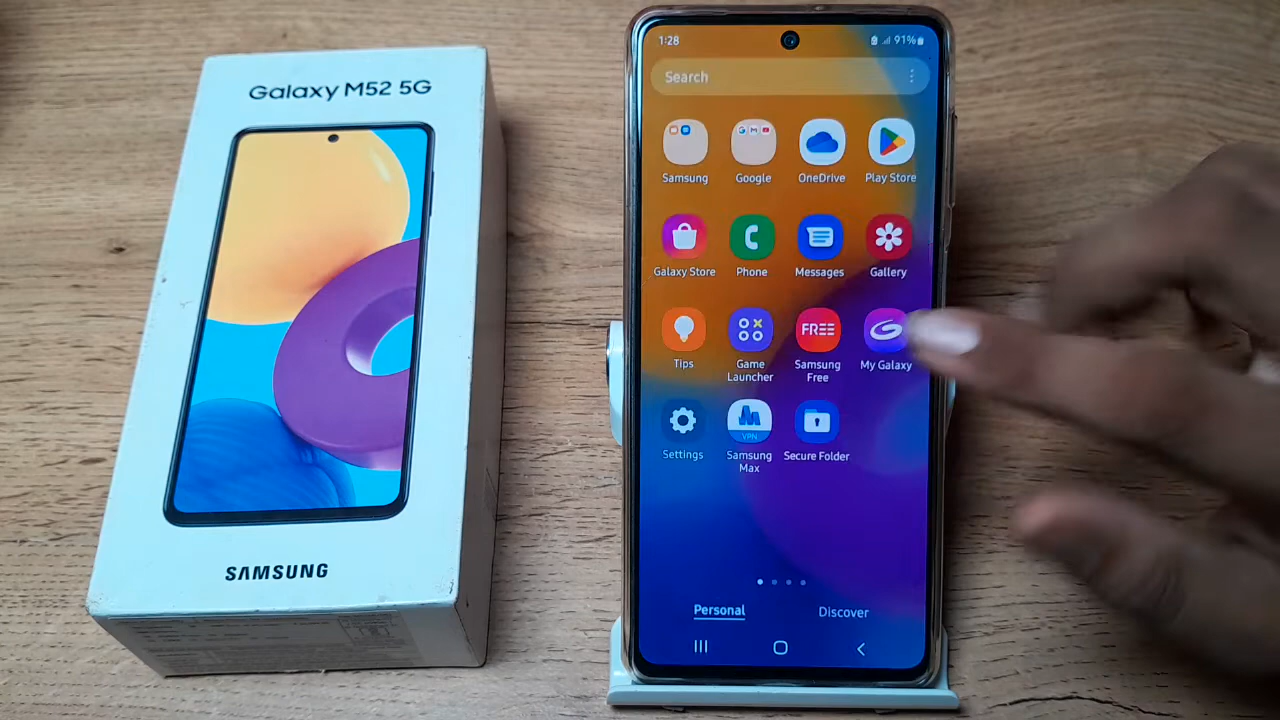 Galaxy M52 5G
SAMSUNG
1:28
91%
Search
Samsung
Google
OneDrive
Play Store
Galaxy Store
Phone
Messages
Gallery
Tips
Game
Launcher
FREE
Samsung
Free
My Galaxy
Settings
VPN
Samsung
Max
Secure Folder
Personal
Discover